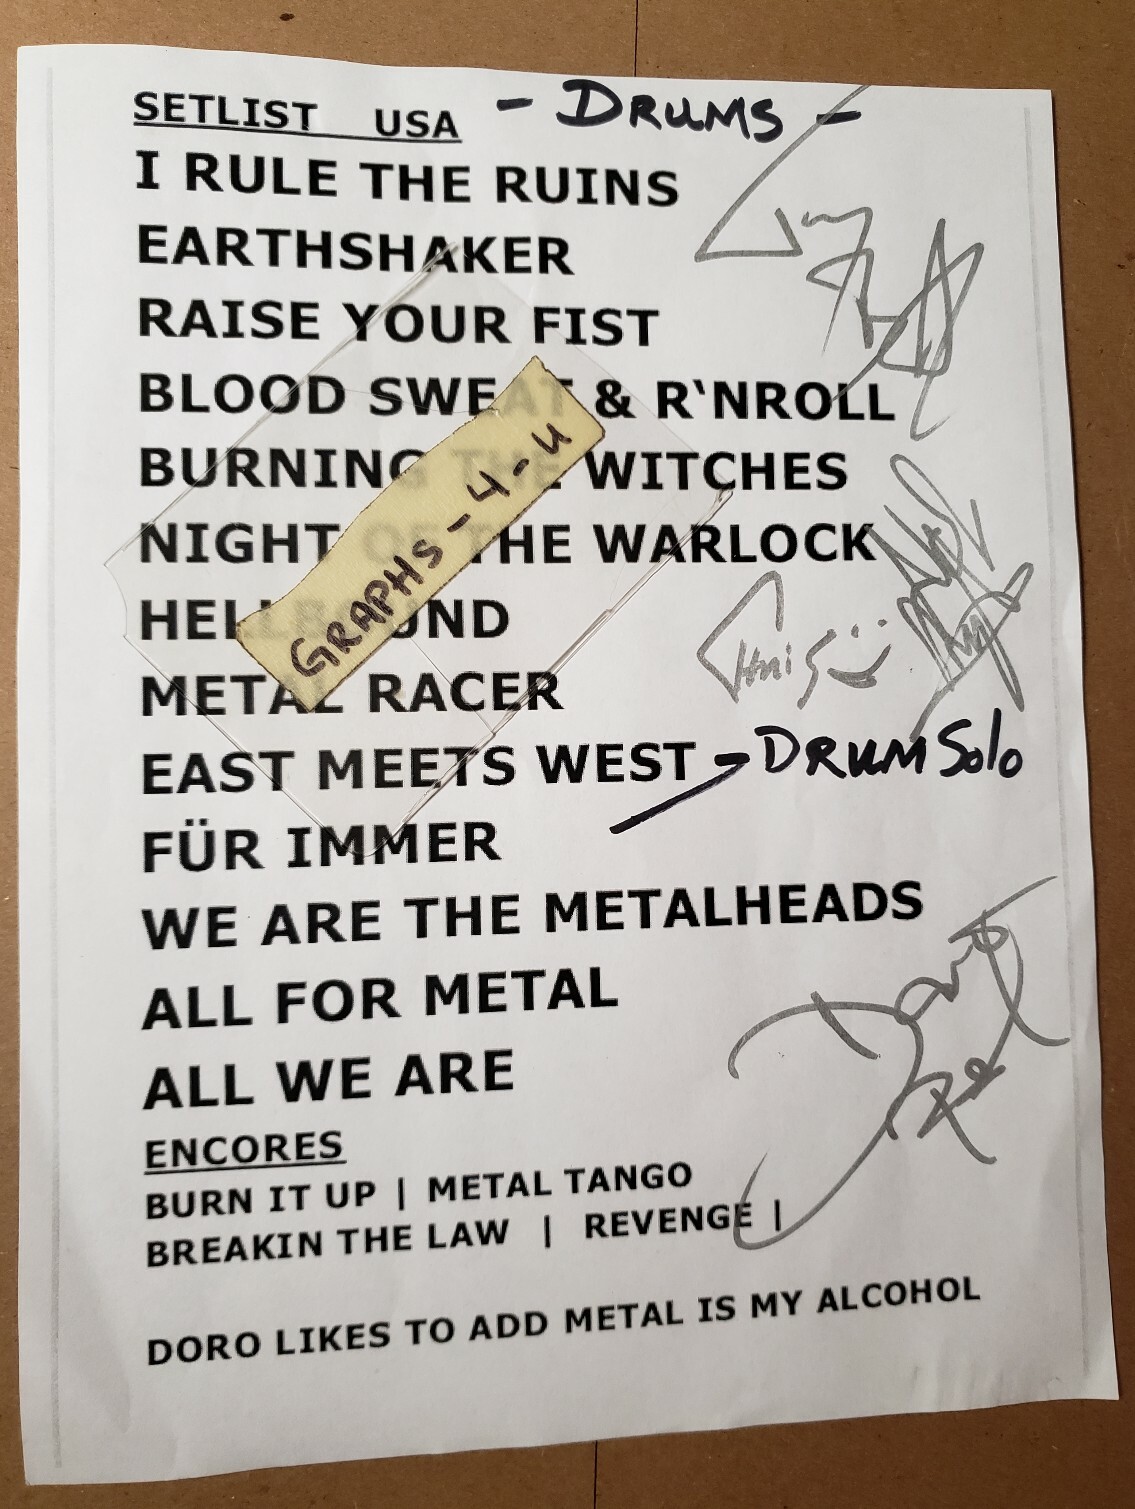 SETLIST USA - DRUMS -
I RULE THE RUINS
EARTHSHAKER
RAISE YOUR FIST
BLOOD SWEAT & R'NROLL
BURNING THE WITCHES
NIGHT OF THE WARLOCK
HELLBOUND
METAL RACER
EAST MEETS WEST - DRUM Solo
FÜR IMMER
WE ARE THE METALHEADS
ALL FOR METAL
ALL WE ARE
ENCORES
BURN IT UP | METAL TANGO
BREAKIN THE LAW | REVENGE |
DORO LIKES TO ADD METAL IS MY ALCOHOL
GRAPHS-4-U